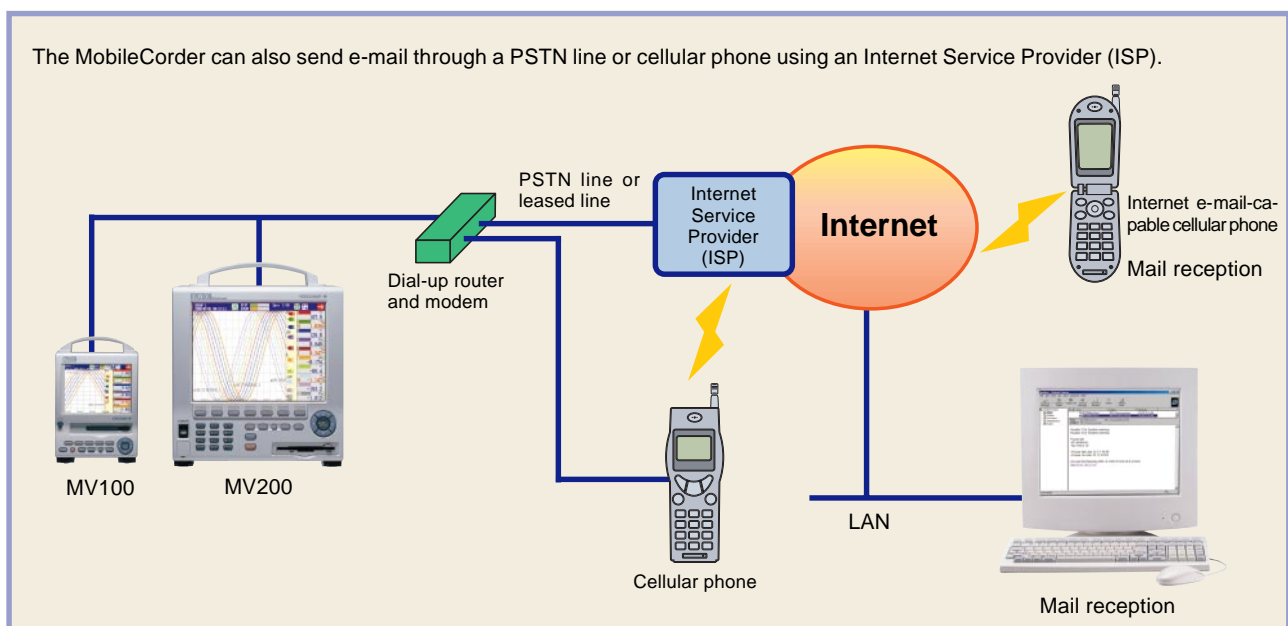 The MobileCorder can also send e-mail through a PSTN line or cellular phone using an Internet Service Provider (ISP).
PSTN line or
leased line
Internet
Service
Provider
(ISP)
Internet
Internet e-mail-ca-
pable cellular phone
Mail reception
Dial-up router
and modem
MV100
MV200
LAN
Cellular phone
Mail reception